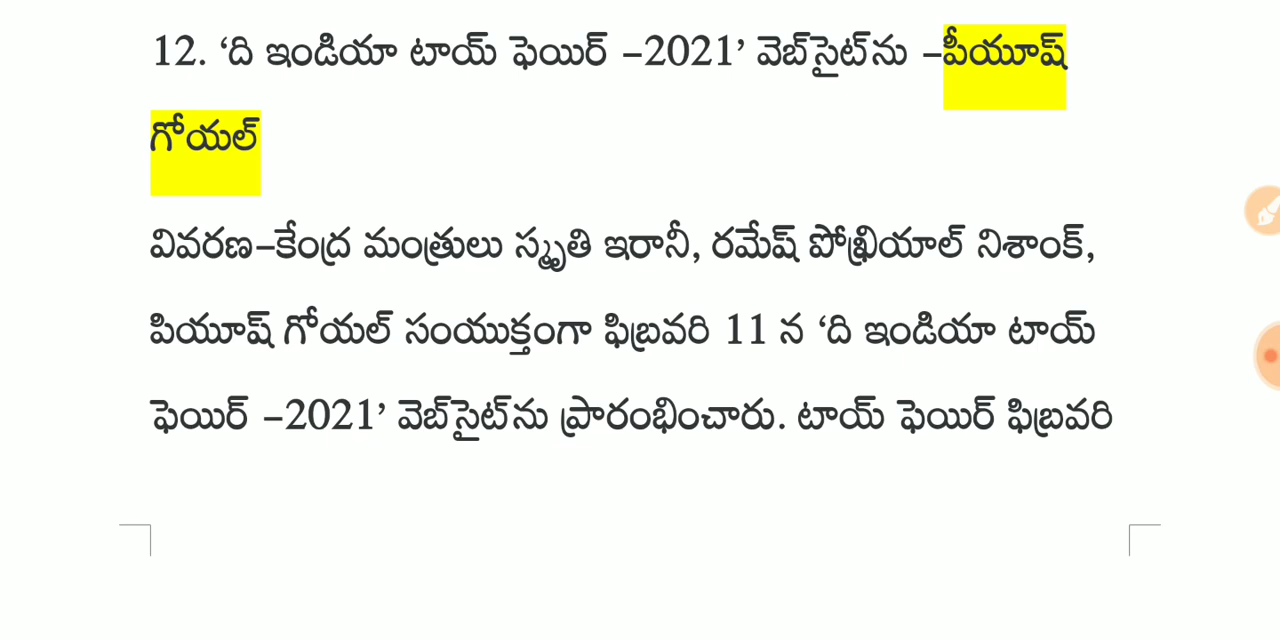 12. ‘ది ఇండియా టాయ్ ఫెయిర్ –2021’ వెబ్‌సైట్‌ను –పీయూష్
గోయల్
వివరణ–కేంద్ర మంత్రులు స్మృతి ఇరానీ, రమేష్ పోఖ్రియాల్ నిశాంక్,
పియూష్ గోయల్ సంయుక్తంగా ఫిబ్రవరి 11 న ‘ది ఇండియా టాయ్
ఫెయిర్ –2021’ వెబ్‌సైట్‌ను ప్రారంభించారు. టాయ్ ఫెయిర్ ఫిబ్రవరి